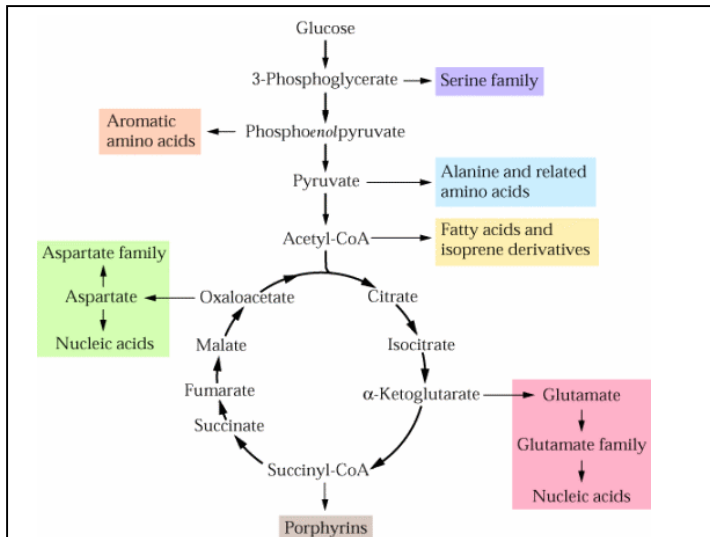 Glucose
3-Phosphoglycerate
Serine family
Aromatic
amino acids
Phosphoenolpyruvate
Pyruvate
Alanine and related
amino acids
Acetyl-CoA
Fatty acids and
isoprene derivatives
Aspartate family
Aspartate
Nucleic acids
Oxaloacetate
Citrate
Malate
Isocitrate
Fumarate
α-Ketoglutarate
Glutamate
Succinate
Glutamate family
Succinyl-CoA
Nucleic acids
Porphyrins